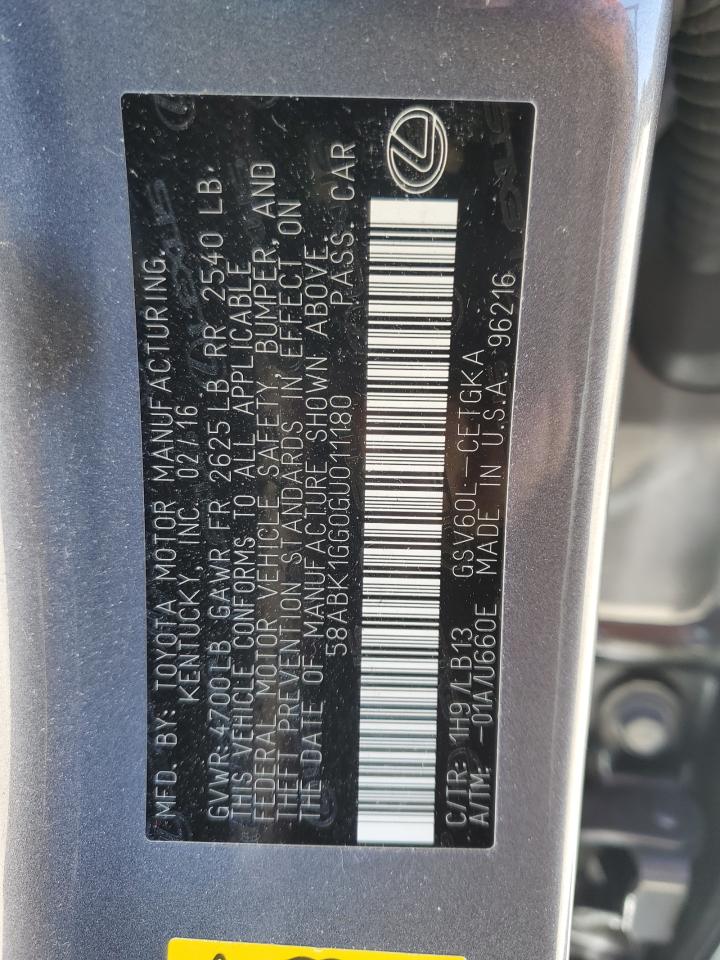 MFD. BY: TOYOTA MOTOR MANUFACTURING,
KENTUCKY, INC. 02/16
GVWR: 4700LB GAWR FR 2625 LB RR 2540 LB
THIS VEHICLE CONFORMS TO ALL APPLICABLE
FEDERAL MOTOR VEHICLE SAFETY, BUMPER, AND
THEFT PREVENTION STANDARDS IN EFFECT ON
THE DATE OF MANUFACTURE SHOWN ABOVE.
58ABK1GG0GU011180 PASS. CAR
C/TR: 1H9/LB13 GSV60L-CETGKA
A/TM: -01A/U660E MADE IN U.S.A. 96216